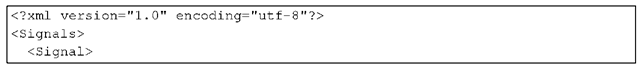 <?xml version="1.0" encoding="utf-8"?>
<Signals>
  <Signal>